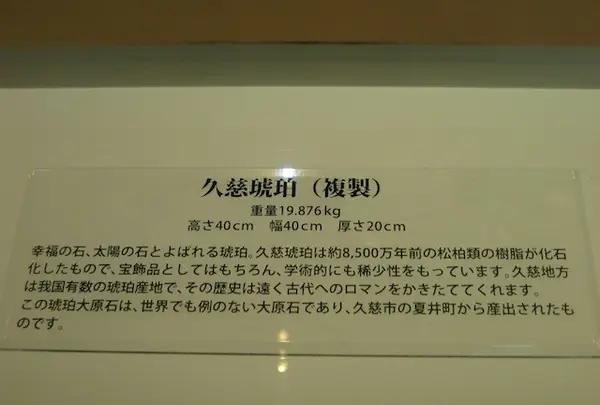 久慈琥珀（複製）
重量19.876kg
高さ40cm　幅40cm　厚さ20cm
幸福の石、太陽の石とよばれる琥珀。久慈琥珀は約8,500万年前の松柏類の樹脂が化石
化したもので、宝飾品としてはもちろん、学術的にも稀少性をもっています。久慈地方
は我国有数の琥珀産地で、その歴史は遠く古代へのロマンをかきたててくれます。
この琥珀大原石は、世界でも例のない大原石であり、久慈市の夏井町から産出されたも
のです。